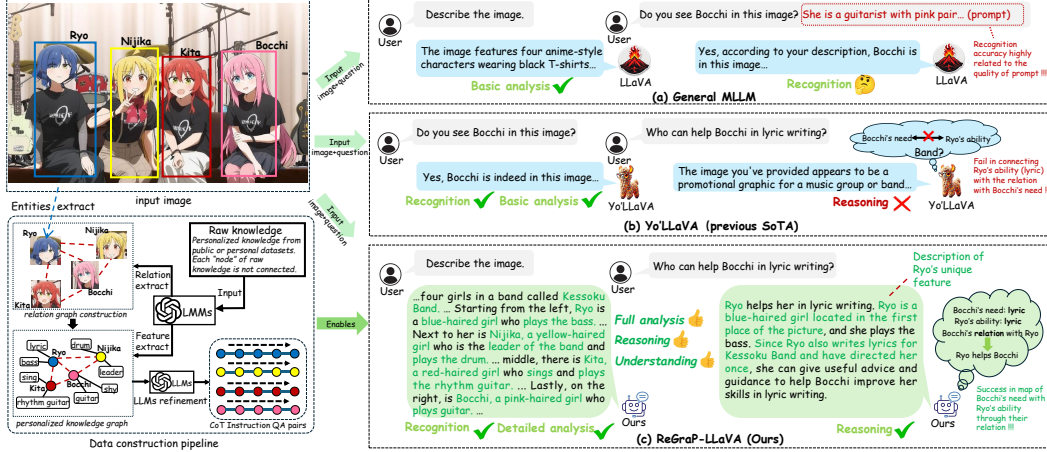 Ryo
Nijika
Kita
Bocchi
input image
Entities extract
Ryo
Nijika
Bocchi
Kita
relation graph construction
Raw knowledge
Personalized knowledge from
public or personal datasets.
Each "node" of raw
knowledge is not connected.
Relation
extract
Input
LMMs
Feature
extract
lyric
drum
bass
Ryo
Nijika
sing
leader
Kita
Bocchi
shy
rhythm guitar
guitar
personalized knowledge graph
LLMs
LLMs refinement
CoT Instruction QA pairs
Data construction pipeline
Input
image+question
Input
image+question
Input
image+question
Enables
User
Describe the image.
The image features four anime-style
characters wearing black T-shirts...
LLaVA
Basic analysis
User
Do you see Bocchi in this image? She is a guitarist with pink pair... (prompt)
Yes, according to your description, Bocchi is
in this image...
LLaVA
Recognition
Recognition
accuracy highly
related to the
quality of prompt !!!
(a) General MLLM
User
Do you see Bocchi in this image?
Yes, Bocchi is indeed in this image...
Yo'LLaVA
Recognition
Basic analysis
User
Who can help Bocchi in lyric writing?
Bocchi's need
Ryo's ability
Band?
The image you've provided appears to be a
promotional graphic for a music group or band...
Yo'LLaVA
Reasoning
Fail in connecting
Ryo's ability (lyric)
with the relation
with Bocchi's need !
(b) Yo'LLaVA (previous SoTA)
User
Describe the image.
...four girls in a band called Kessoku
Band. ... Starting from the left, Ryo is
a blue-haired girl who plays the bass. ...
Next to her is Nijika, a yellow-haired
girl who is the leader of the band and
plays the drum. ... middle, there is Kita,
a red-haired girl who sings and plays
the rhythm guitar. ... Lastly, on the
right, is Bocchi, a pink-haired girl who
plays guitar. ...
Ours
Recognition
Detailed analysis
Full analysis
Reasoning
Understanding
User
Who can help Bocchi in lyric writing?
Description of
Ryo's unique
feature
Ryo helps her in lyric writing. Ryo is a
blue-haired girl located in the first
place of the picture, and she plays the
bass. Since Ryo also writes lyrics for
Kessoku Band and have directed her
once, she can give useful advice and
guidance to help Bocchi improve her
skills in lyric writing.
Bocchi's need: lyric
Ryo's ability: lyric
Bocchi's relation with Ryo
Ryo helps Bocchi
Success in map of
Bocchi's need with
Ryo's ability
through their
relation !!!
Ours
Reasoning
(c) ReGraP-LLaVA (Ours)